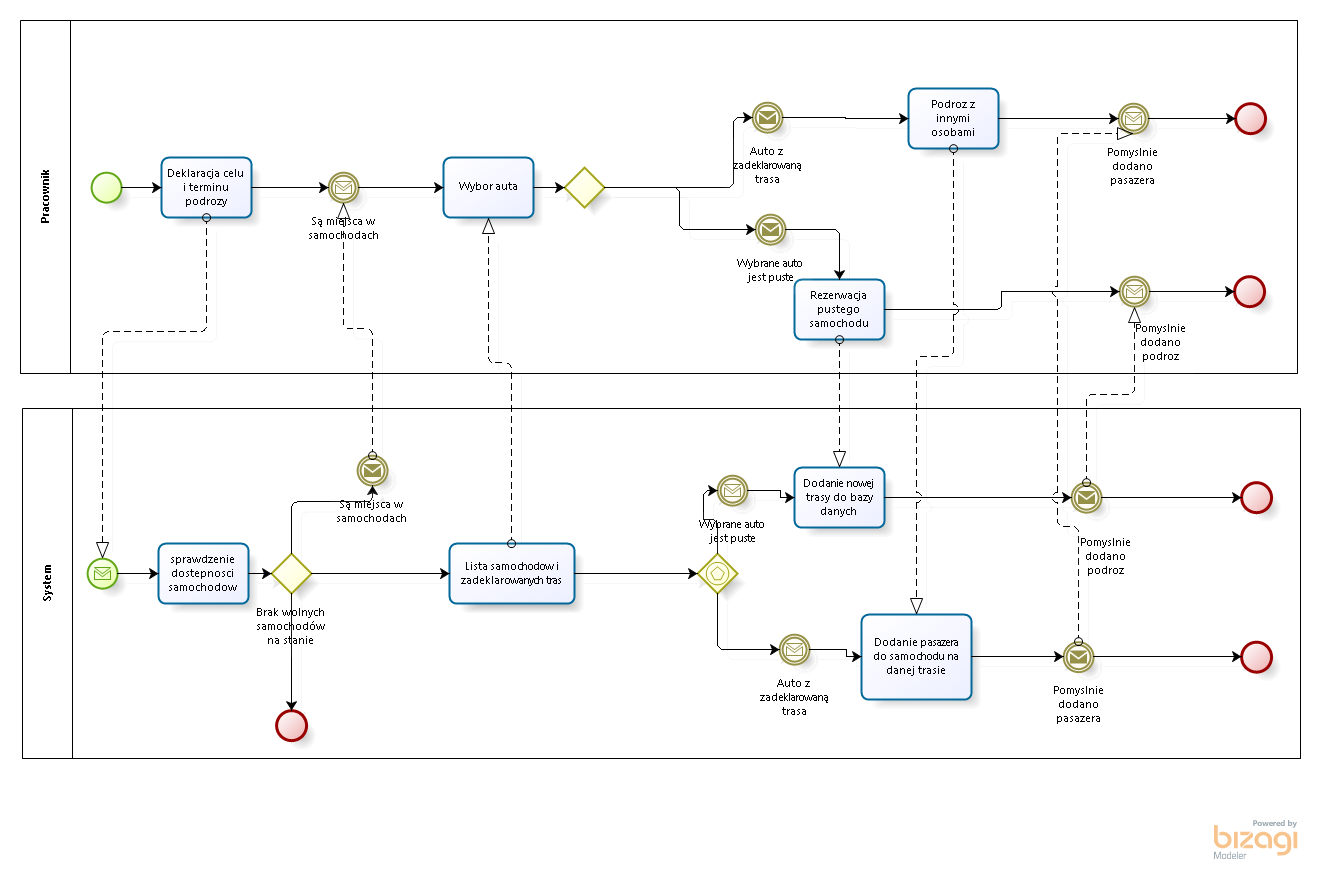 Pracownik
Deklaracja celu
i terminu
podrozy
Są miejsca w
samochodach
Wybor auta
Auto z
zadeklarowaną
trasa
Wybrane auto
jest puste
Podroz z
innymi
osobami
Pomyslnie
dodano
pasazera
Rezerwacja
pustego
samochodu
Pomyslnie
dodano
podroz
System
sprawdzenie
dostepnosci
samochodow
Są miejsca w
samochodach
Brak wolnych
samochodów
na stanie
Lista samochodow i
zadeklarowanych tras
Wybrane auto
jest puste
Dodanie nowej
trasy do bazy
danych
Pomyslnie
dodano
podroz
Auto z
zadeklarowaną
trasa
Dodanie pasazera
do samochodu na
danej trasie
Pomyslnie
dodano
pasazera
Powered by
bizagi
Modeler